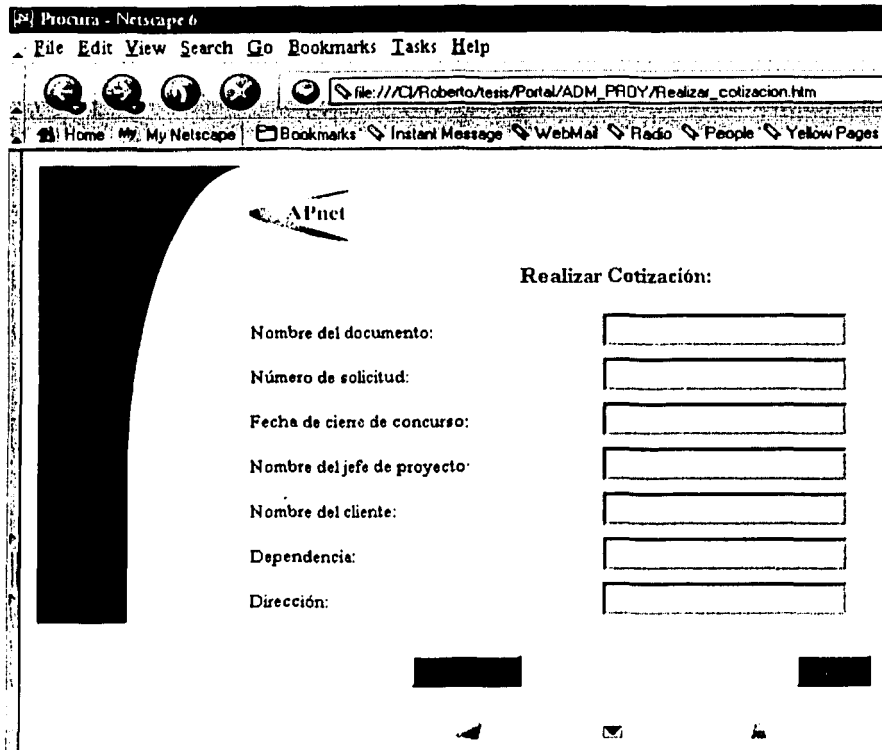 Procura - Netscape 6
File Edit View Search Go Bookmarks Tasks Help
file:///C|/Roberto/tesis/Portal/ADM_PROY/Realizar_cotizacion.htm
Home My Netscape Bookmarks Instant Message WebMail Radio People Yellow Pages
APnet
Realizar Cotización:
Nombre del documento:
Número de solicitud:
Fecha de cierre de concurso:
Nombre del jefe de proyecto:
Nombre del cliente:
Dependencia:
Dirección: